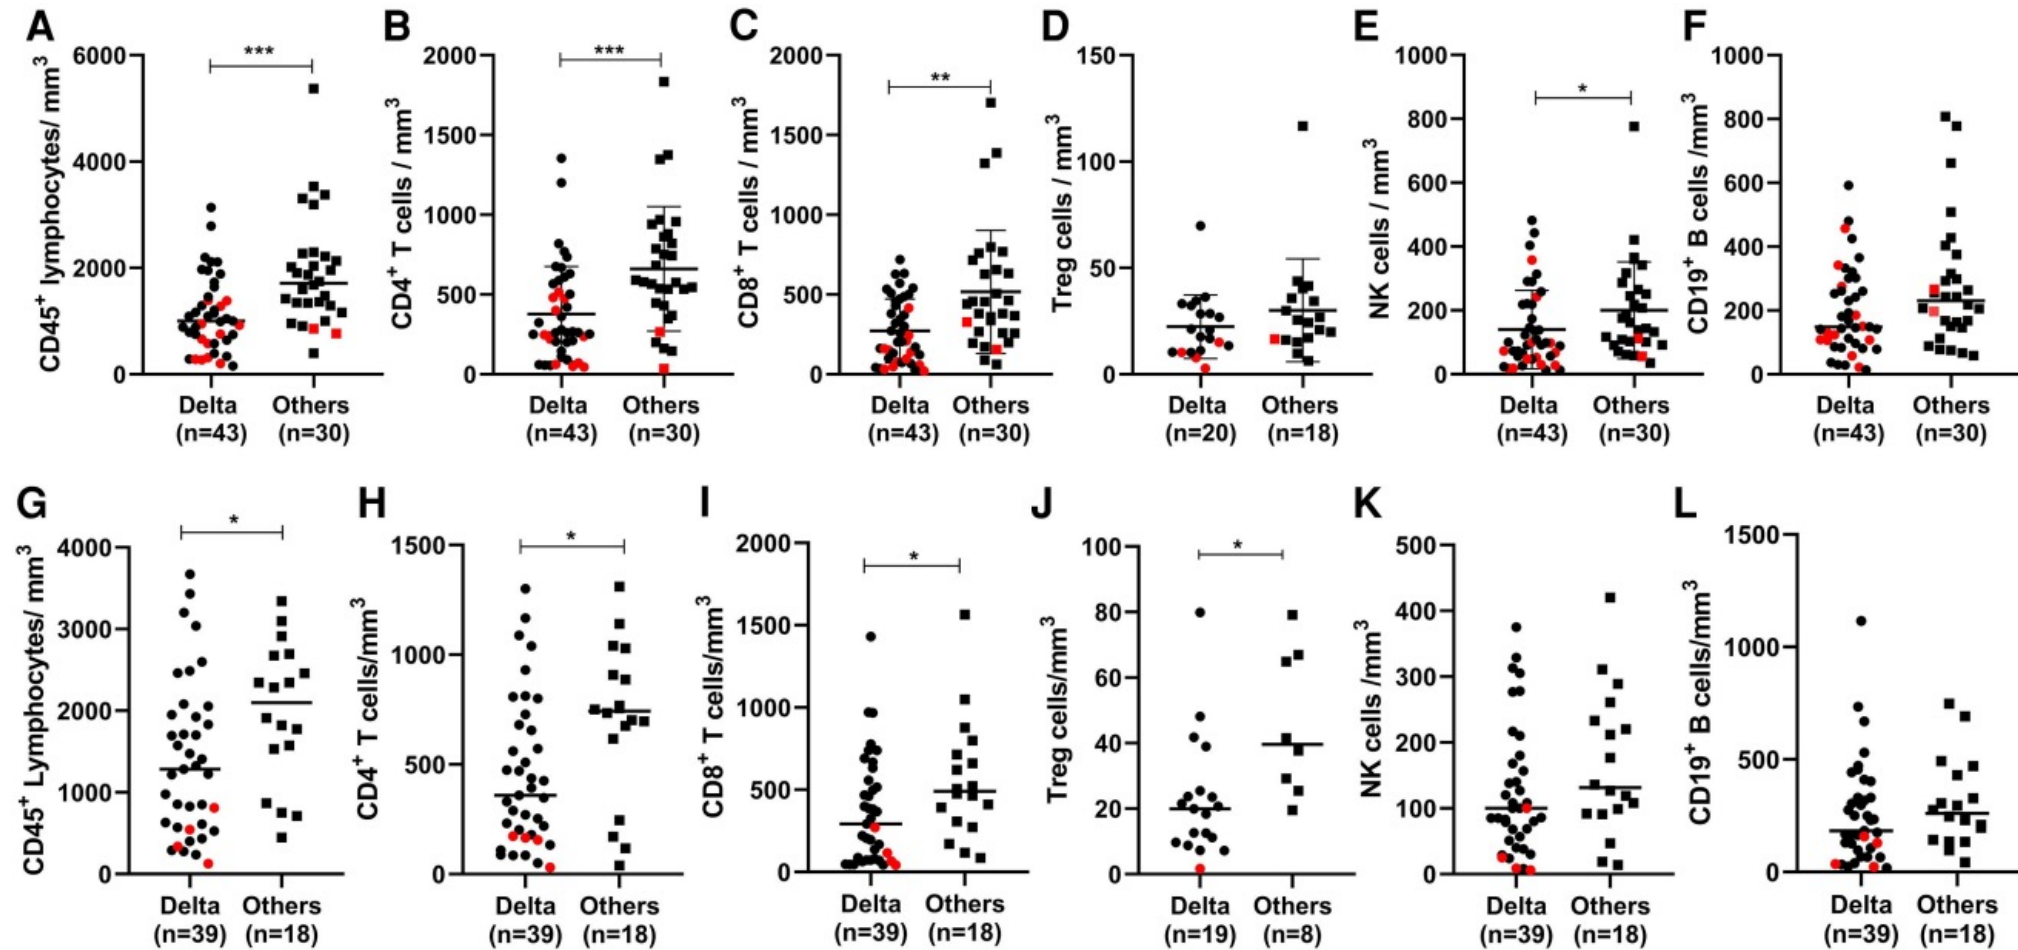 A
CD45+ lymphocytes/ mm3
6000
4000
2000
0
***
Delta
(n=43)
Others
(n=30)
B
CD4+ T cells / mm3
2000
1500
1000
500
0
***
Delta
(n=43)
Others
(n=30)
C
CD8+ T cells / mm3
2000
1500
1000
500
0
**
Delta
(n=43)
Others
(n=30)
D
Treg cells / mm3
150
100
50
0
Delta
(n=20)
Others
(n=18)
E
NK cells / mm3
1000
800
600
400
200
0
*
Delta
(n=43)
Others
(n=30)
F
CD19+ B cells /mm3
1000
800
600
400
200
0
Delta
(n=43)
Others
(n=30)
G
CD45+ Lymphocytes/ mm3
4000
3000
2000
1000
0
*
Delta
(n=39)
Others
(n=18)
H
CD4+ T cells/mm3
1500
1000
500
0
*
Delta
(n=39)
Others
(n=18)
I
CD8+ T cells/mm3
2000
1500
1000
500
0
*
Delta
(n=39)
Others
(n=18)
J
Treg cells/mm3
100
80
60
40
20
0
*
Delta
(n=19)
Others
(n=8)
K
NK cells /mm3
500
400
300
200
100
0
Delta
(n=39)
Others
(n=18)
L
CD19+ B cells/mm3
1500
1000
500
0
Delta
(n=39)
Others
(n=18)